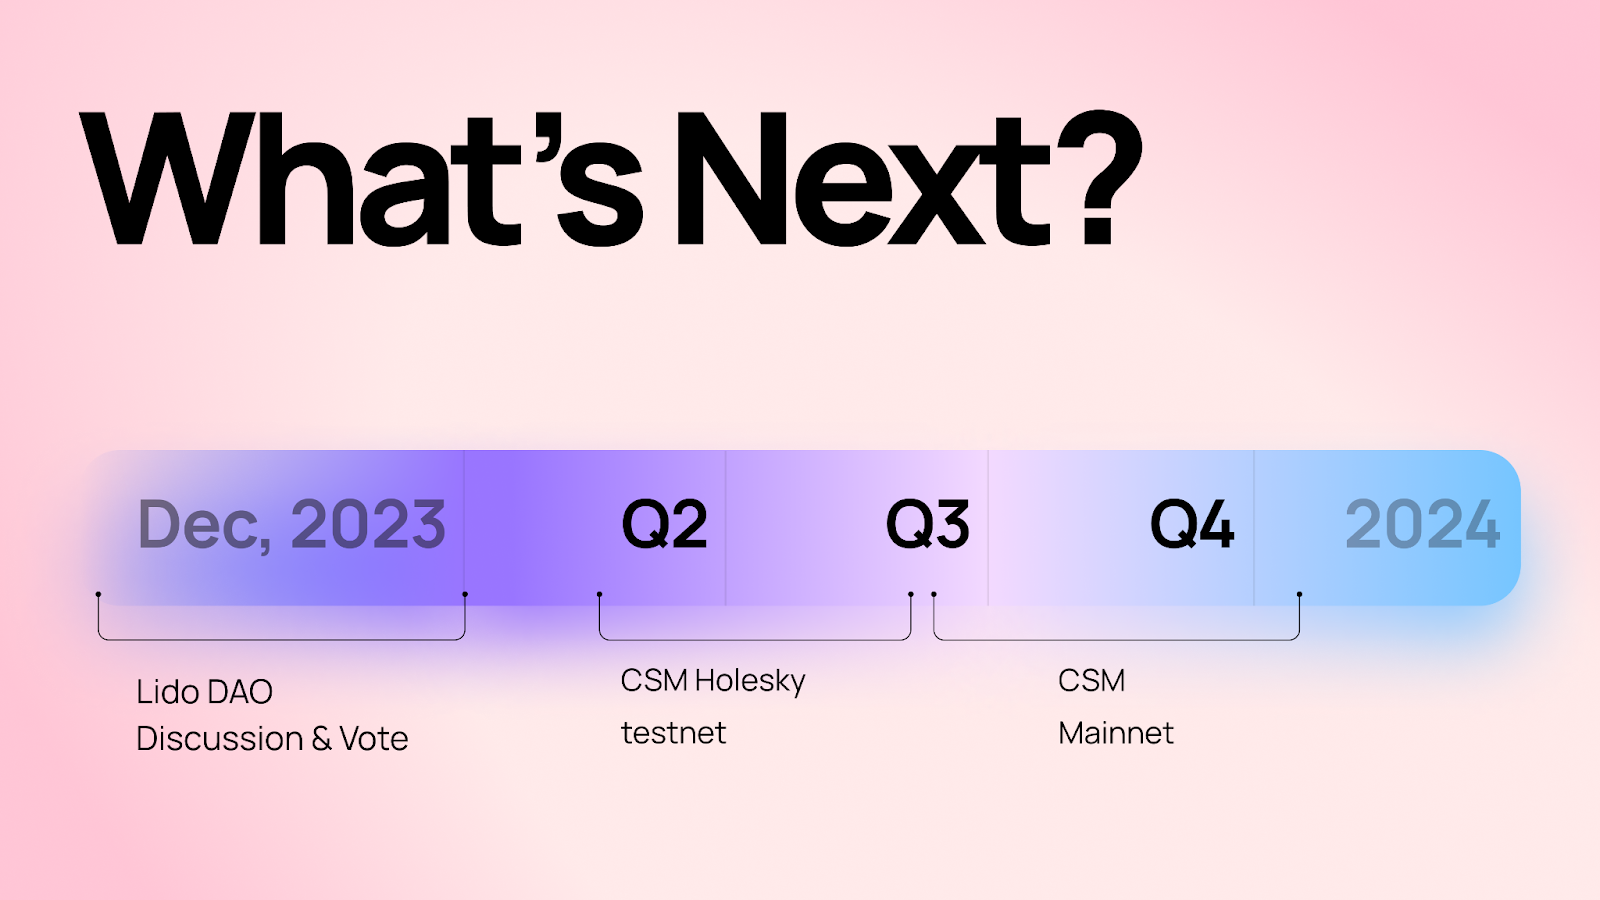 What’s Next?
Dec, 2023 Q2 Q3 Q4 2024
Lido DAO
Discussion & Vote
CSM Holesky
testnet
CSM
Mainnet